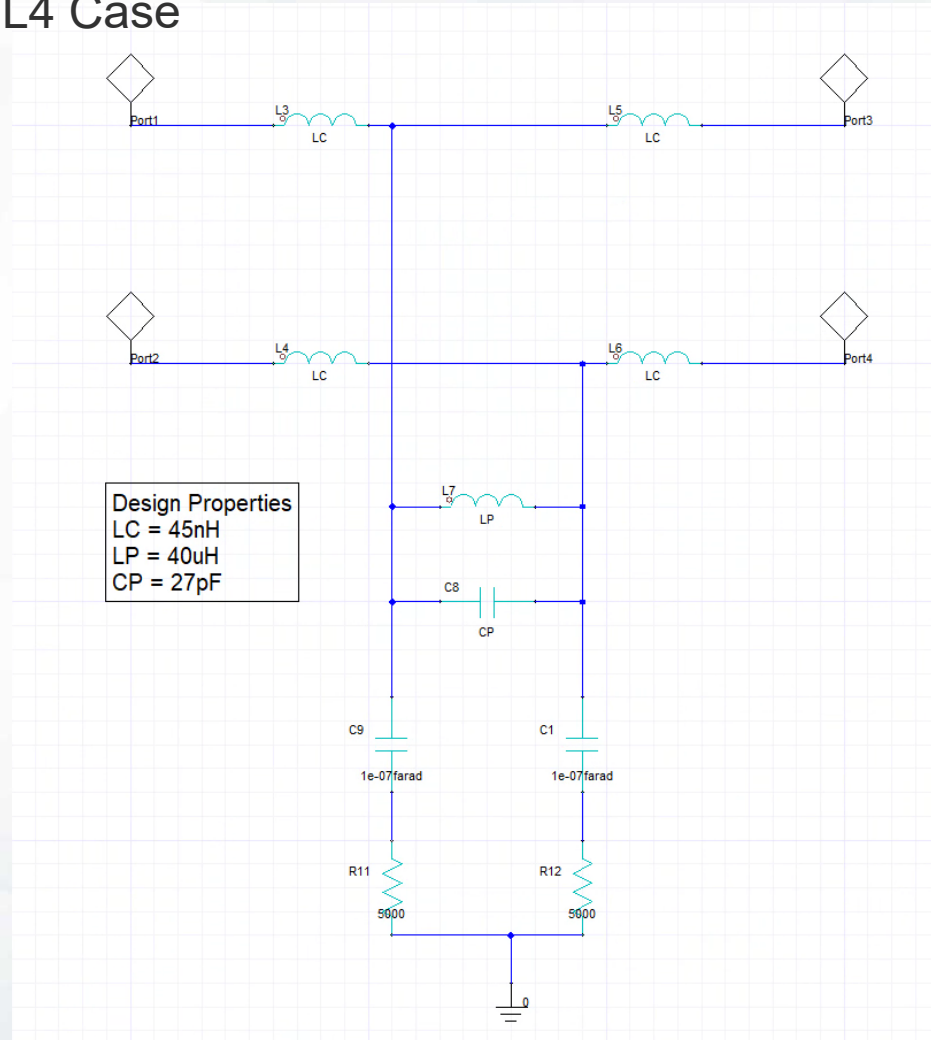 L4 Case
Port1
L3
LC
L5
LC
Port3
Port2
L4
LC
L6
LC
Port4
Design Properties
LC = 45nH
LP = 40uH
CP = 27pF
L7
LP
C8
CP
C9
1e-07farad
C1
1e-07farad
R11
5000
R12
5000
0